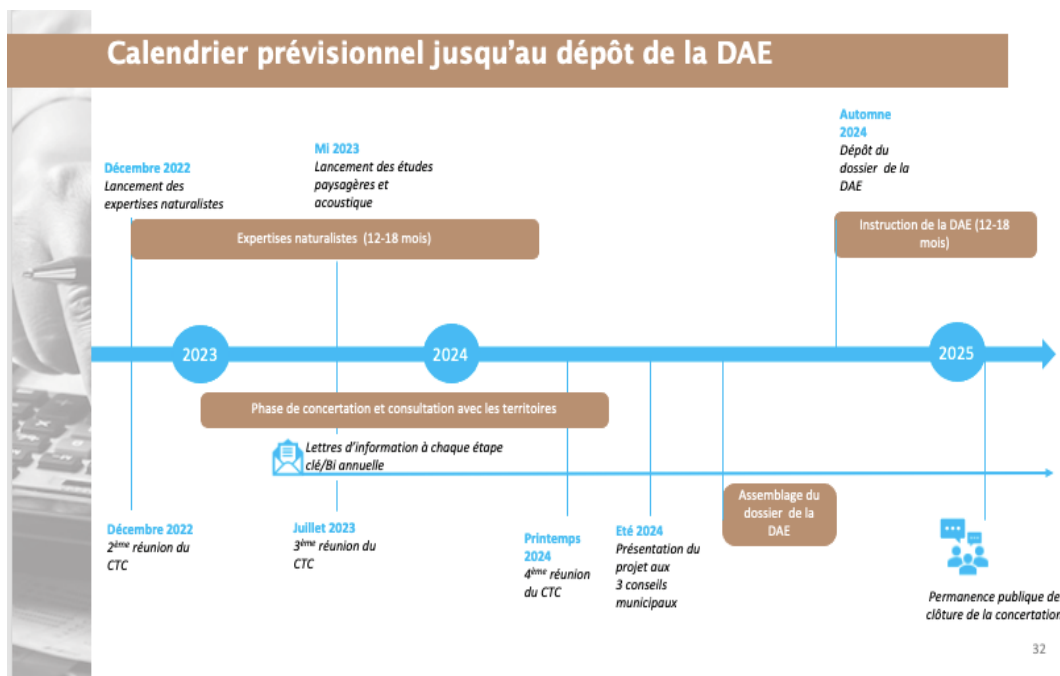 Calendrier prévisionnel jusqu'au dépôt de la DAE
Automne
2024
Dépôt du
dossier de la
DAE
Mi 2023
Lancement des études
paysagères et
acoustique
Décembre 2022
Lancement des
expertises naturalistes
Expertises naturalistes (12-18 mois)
Instruction de la DAE (12-18
mois)
2023
2024
2025
Phase de concertation et consultation avec les territoires
Lettres d'information à chaque étape
clé/Bi annuelle
Décembre 2022
2ème réunion du
CTC
Juillet 2023
3ème réunion du
CTC
Printemps
2024
4ème réunion
du CTC
Eté 2024
Présentation du
projet aux
3 conseils
municipaux
Assemblage du
dossier de la
DAE
Permanence publique de
clôture de la concertation
32